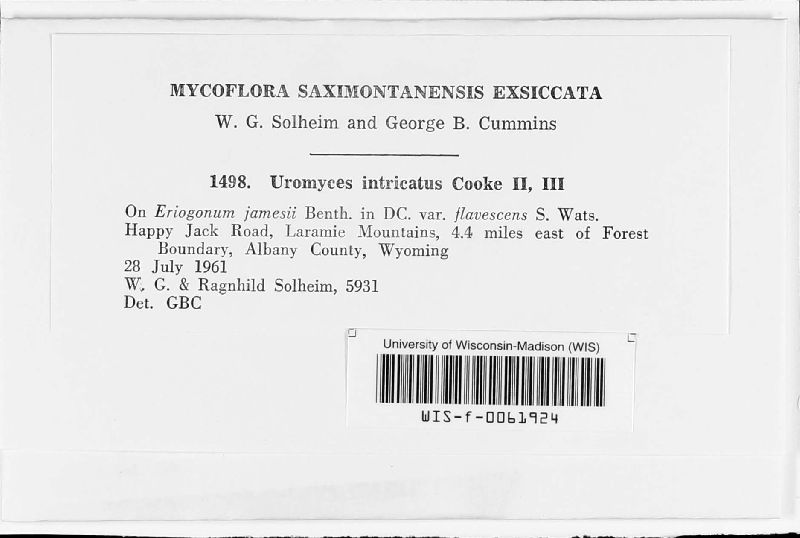 MYCOFLORA SAXIMONTANENSIS EXSICCATA
W. G. Solheim and George B. Cummins
1498. Uromyces intricatus Cooke II, III
On Eriogonum jamesii Benth. in DC. var. flavescens S. Wats.
Happy Jack Road, Laramie Mountains, 4.4 miles east of Forest
Boundary, Albany County, Wyoming
28 July 1961
W. G. & Ragnhild Solheim, 5931
Det. GBC
University of Wisconsin-Madison (WIS)
WIS-f-0061924